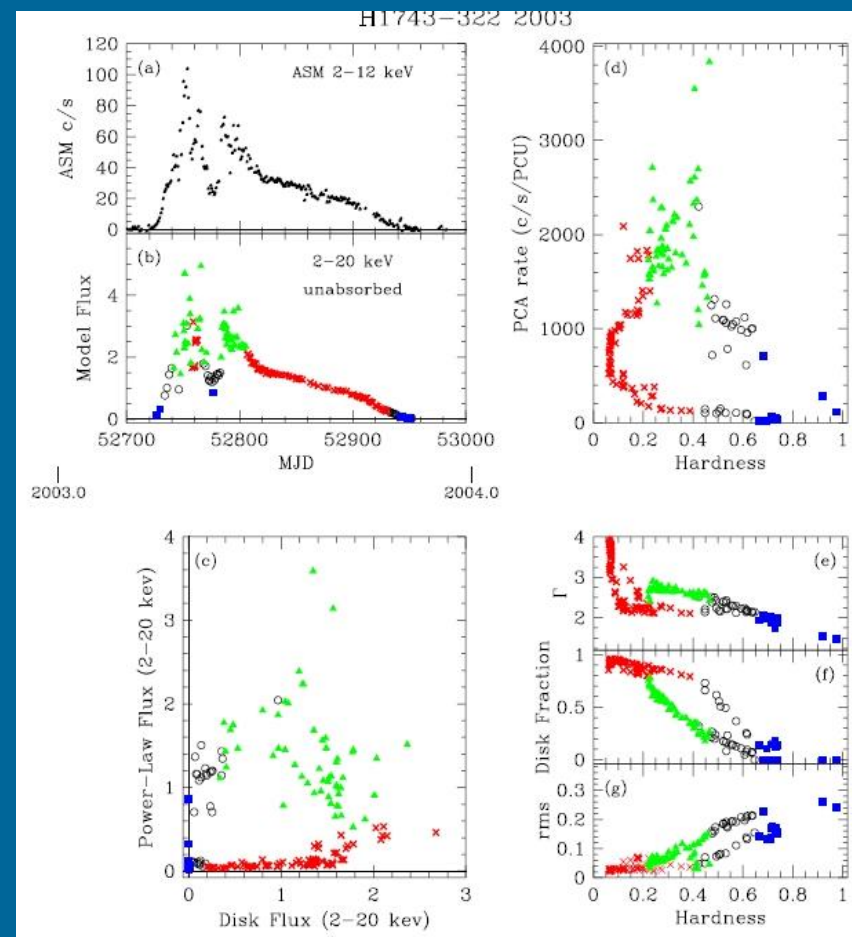 H1743−322 2003
(a)
ASM 2−12 keV
ASM c/s
120
100
80
60
40
20
0
(b)
2−20 keV
unabsorbed
Model Flux
4
2
0
52700
52800
52900
53000
MJD
2003.0
2004.0
(d)
PCA rate (c/s/PCU)
4000
3000
2000
1000
0
0
0.2
0.4
0.6
0.8
1
Hardness
(c)
Power−Law Flux (2−20 kev)
4
3
2
1
0
0
1
2
3
Disk Flux (2−20 kev)
(e)
Γ
4
3
2
(f)
Disk Fraction
1
0.5
0
(g)
rms
0.3
0.2
0.1
0
0
0.2
0.4
0.6
0.8
1
Hardness